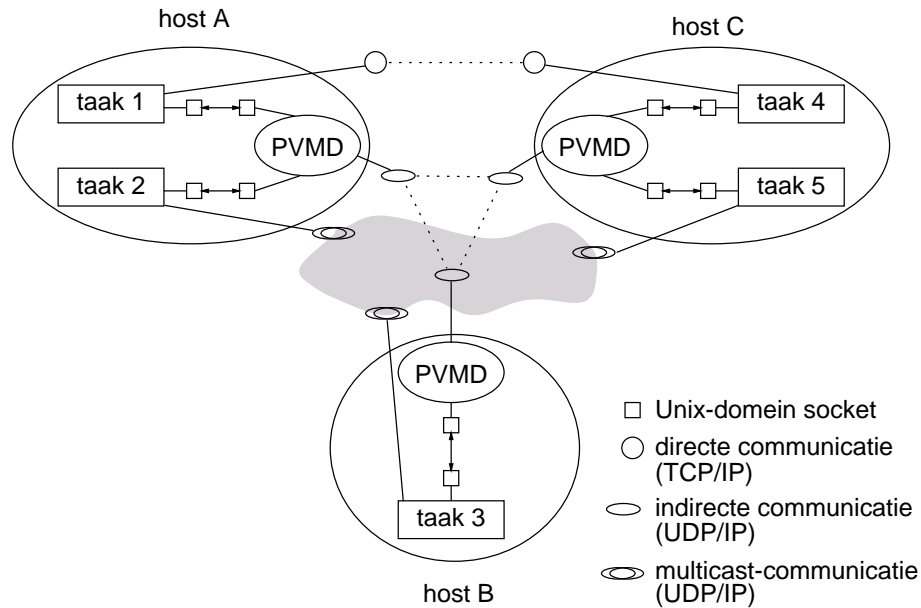 host A
host C
taak 1
taak 4
PVMD
PVMD
taak 2
taak 5
PVMD
taak 3
host B
Unix-domein socket
directe communicatie
(TCP/IP)
indirecte communicatie
(UDP/IP)
multicast-communicatie
(UDP/IP)